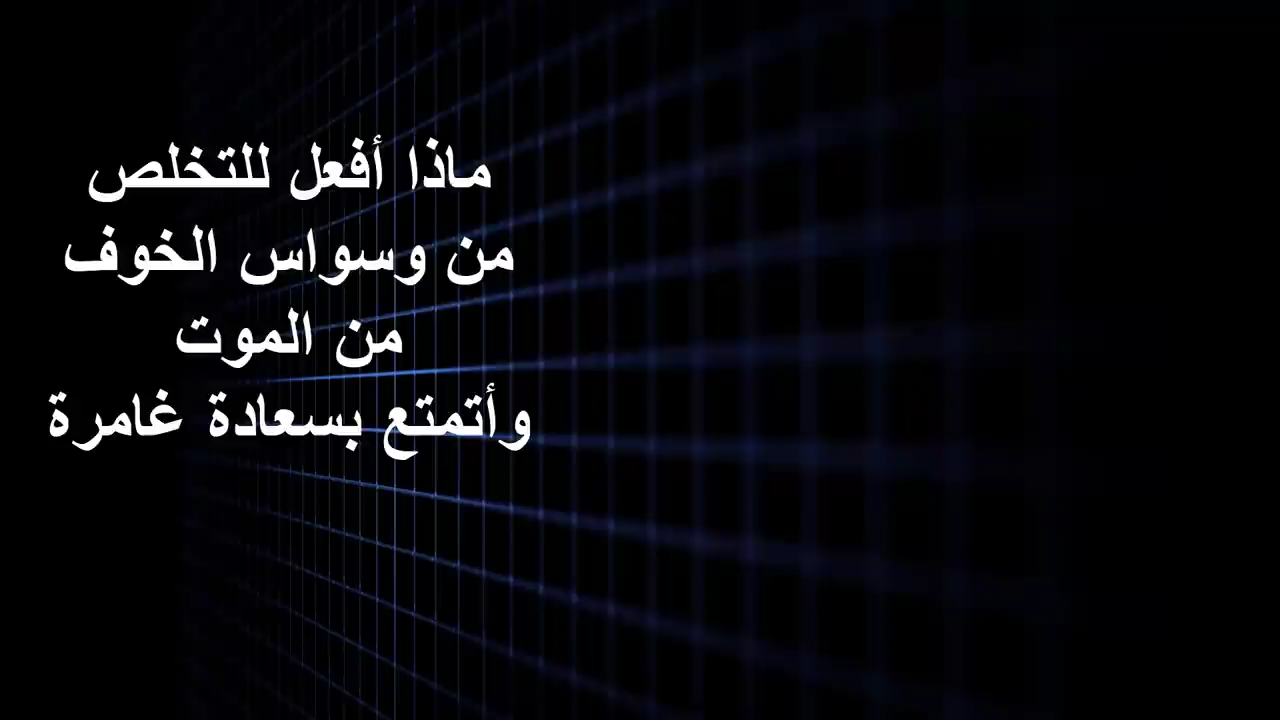 ماذا أفعل للتخلص
من وسواس الخوف
من الموت
وأتمتع بسعادة غامرة